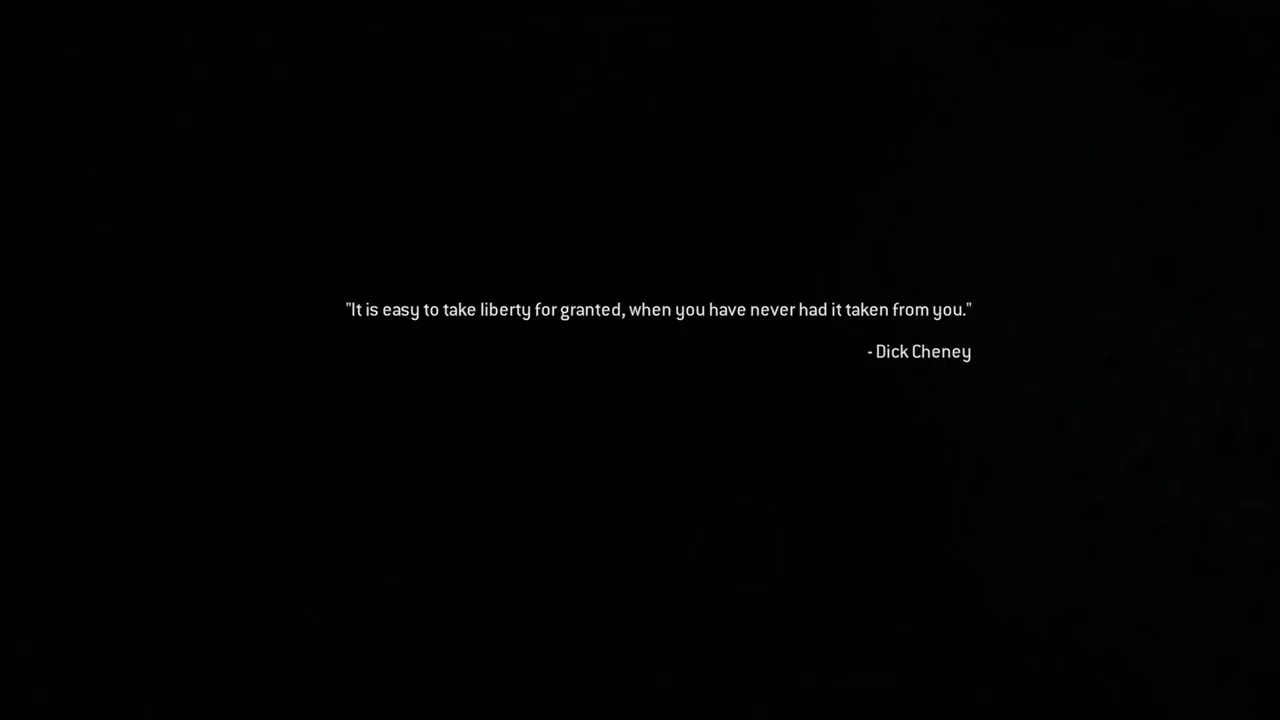 "It is easy to take liberty for granted, when you have never had it taken from you."
- Dick Cheney